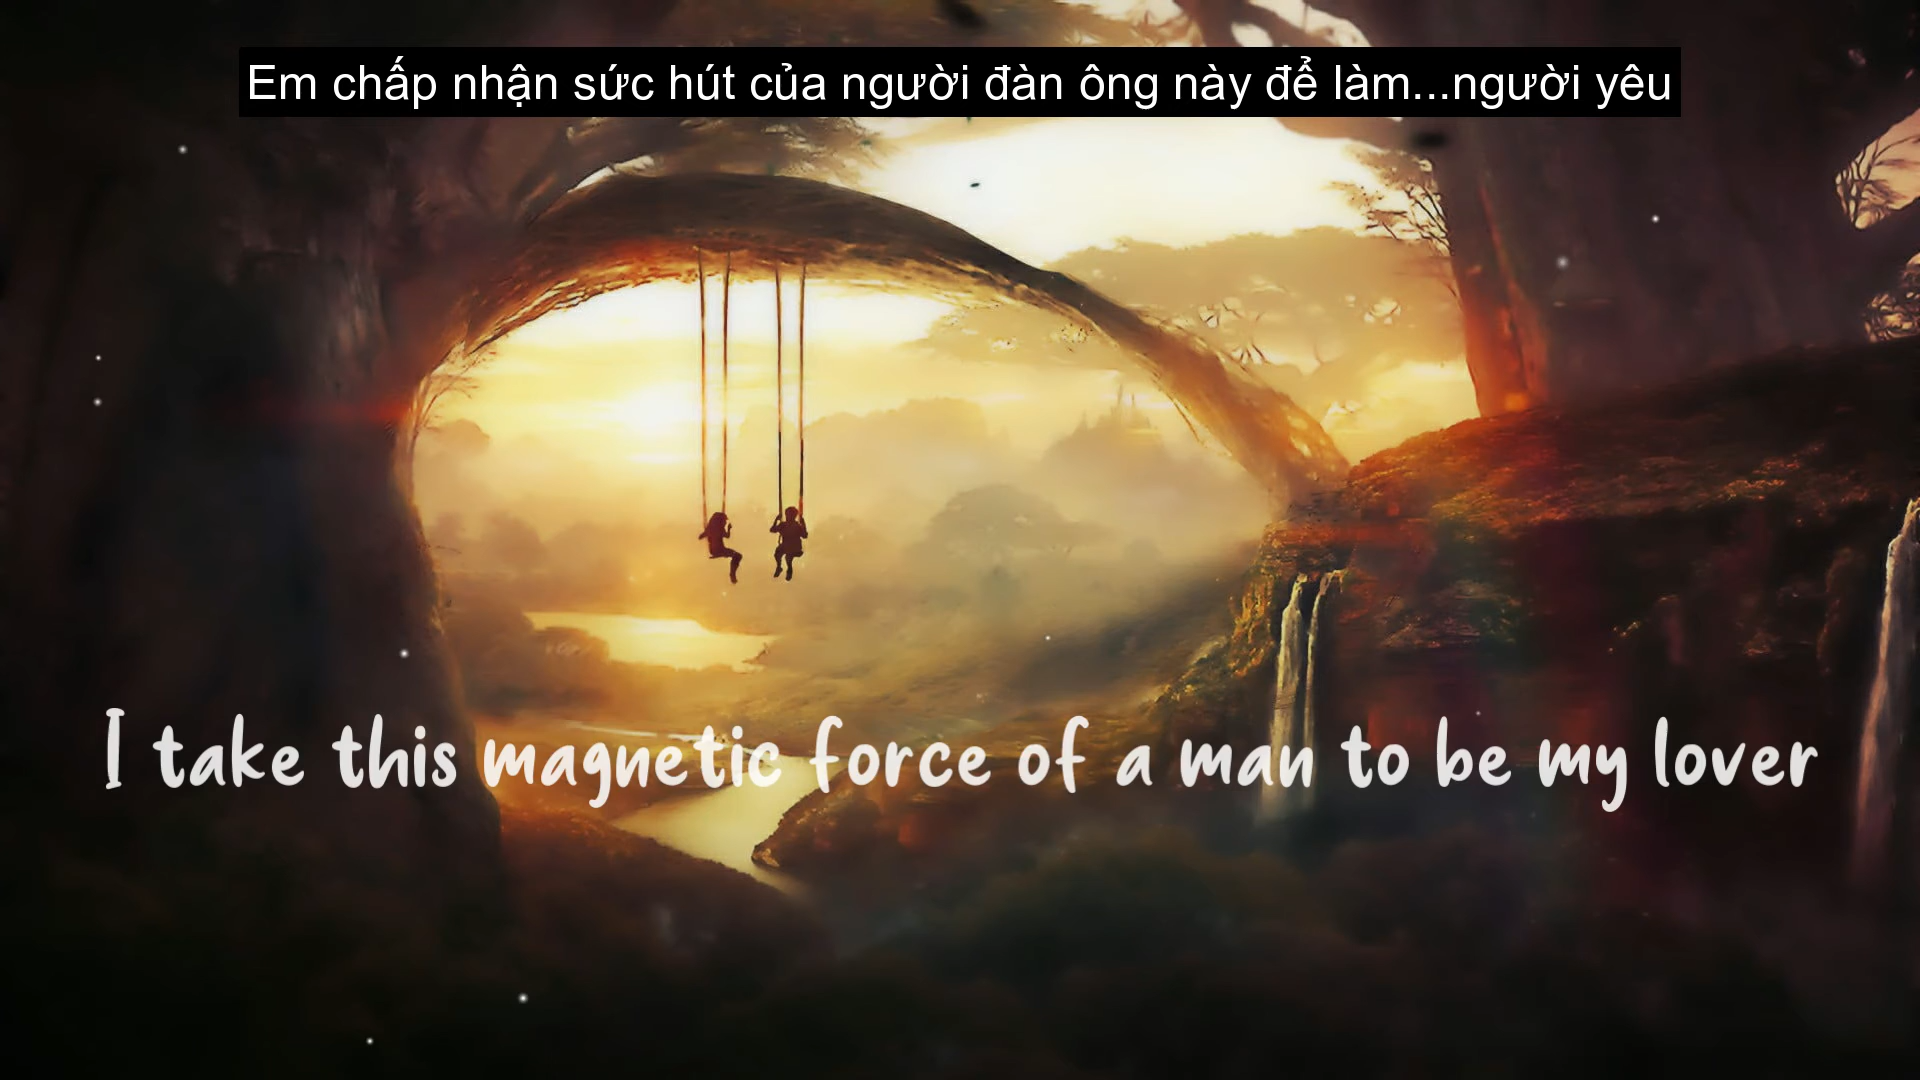 Em chấp nhận sức hút của người đàn ông này để làm...người yêu
I take this magnetic force of a man to be my lover